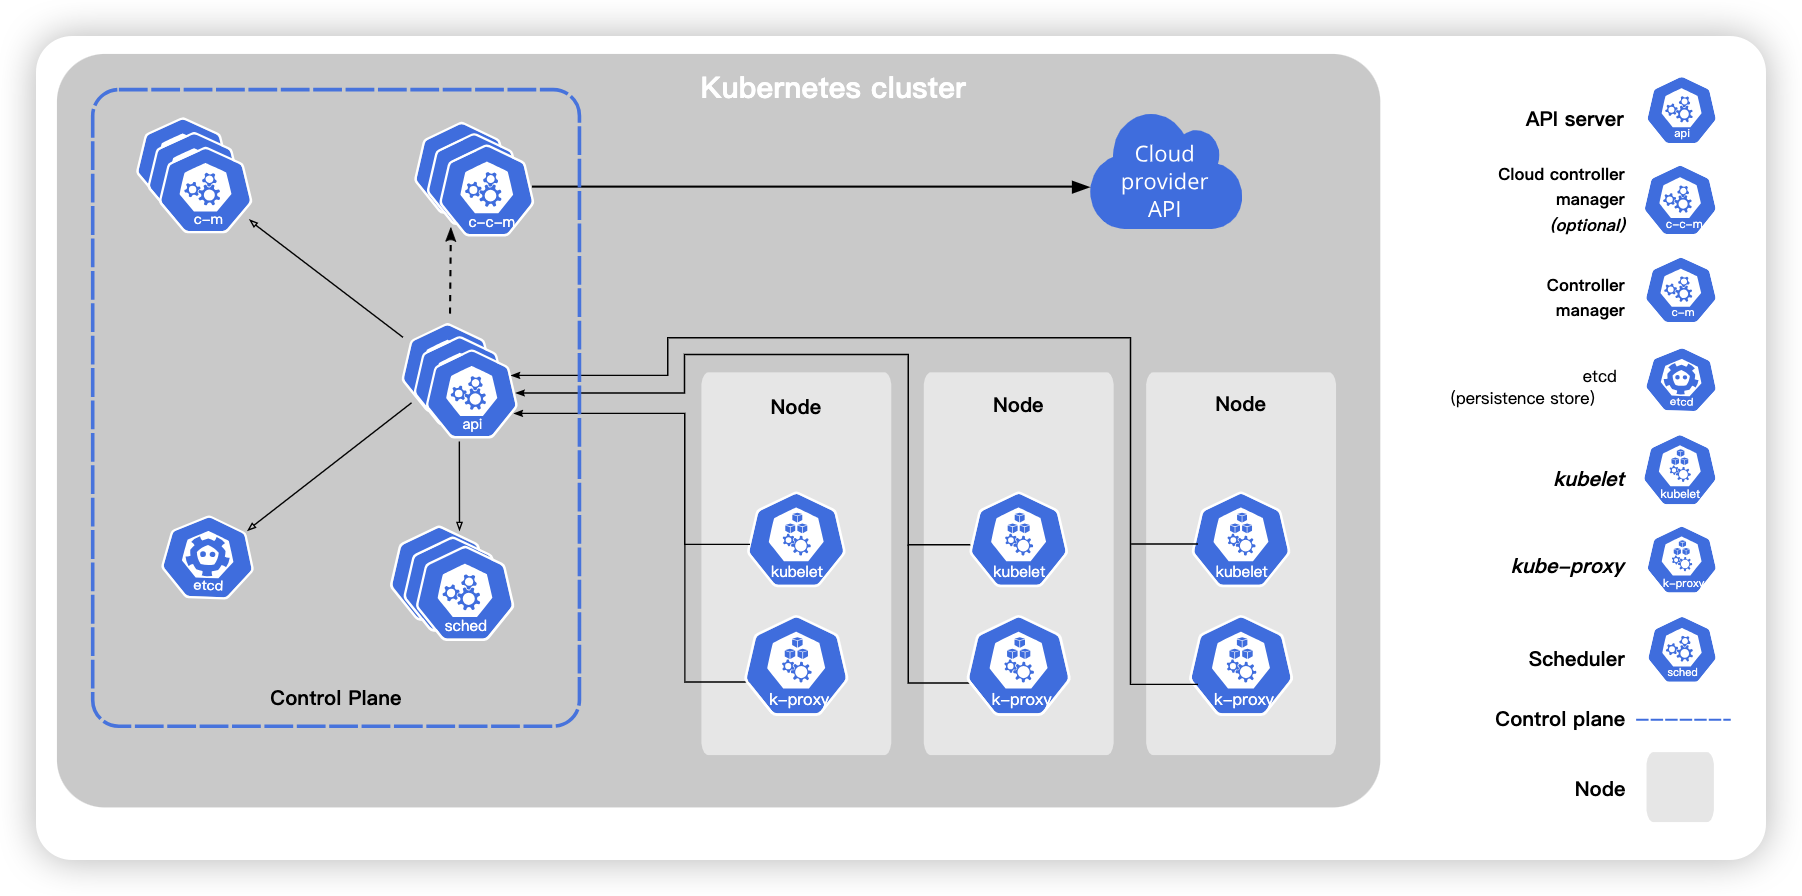 Kubernetes cluster
c-m
c-c-m
Cloud
provider
API
api
etcd
sched
Control Plane
Node
kubelet
k-proxy
Node
kubelet
k-proxy
Node
kubelet
k-proxy
API server
api
Cloud controller
manager
(optional)
c-c-m
Controller
manager
c-m
etcd
(persistence store)
etcd
kubelet
kubelet
kube-proxy
k-proxy
Scheduler
sched
Control plane
Node